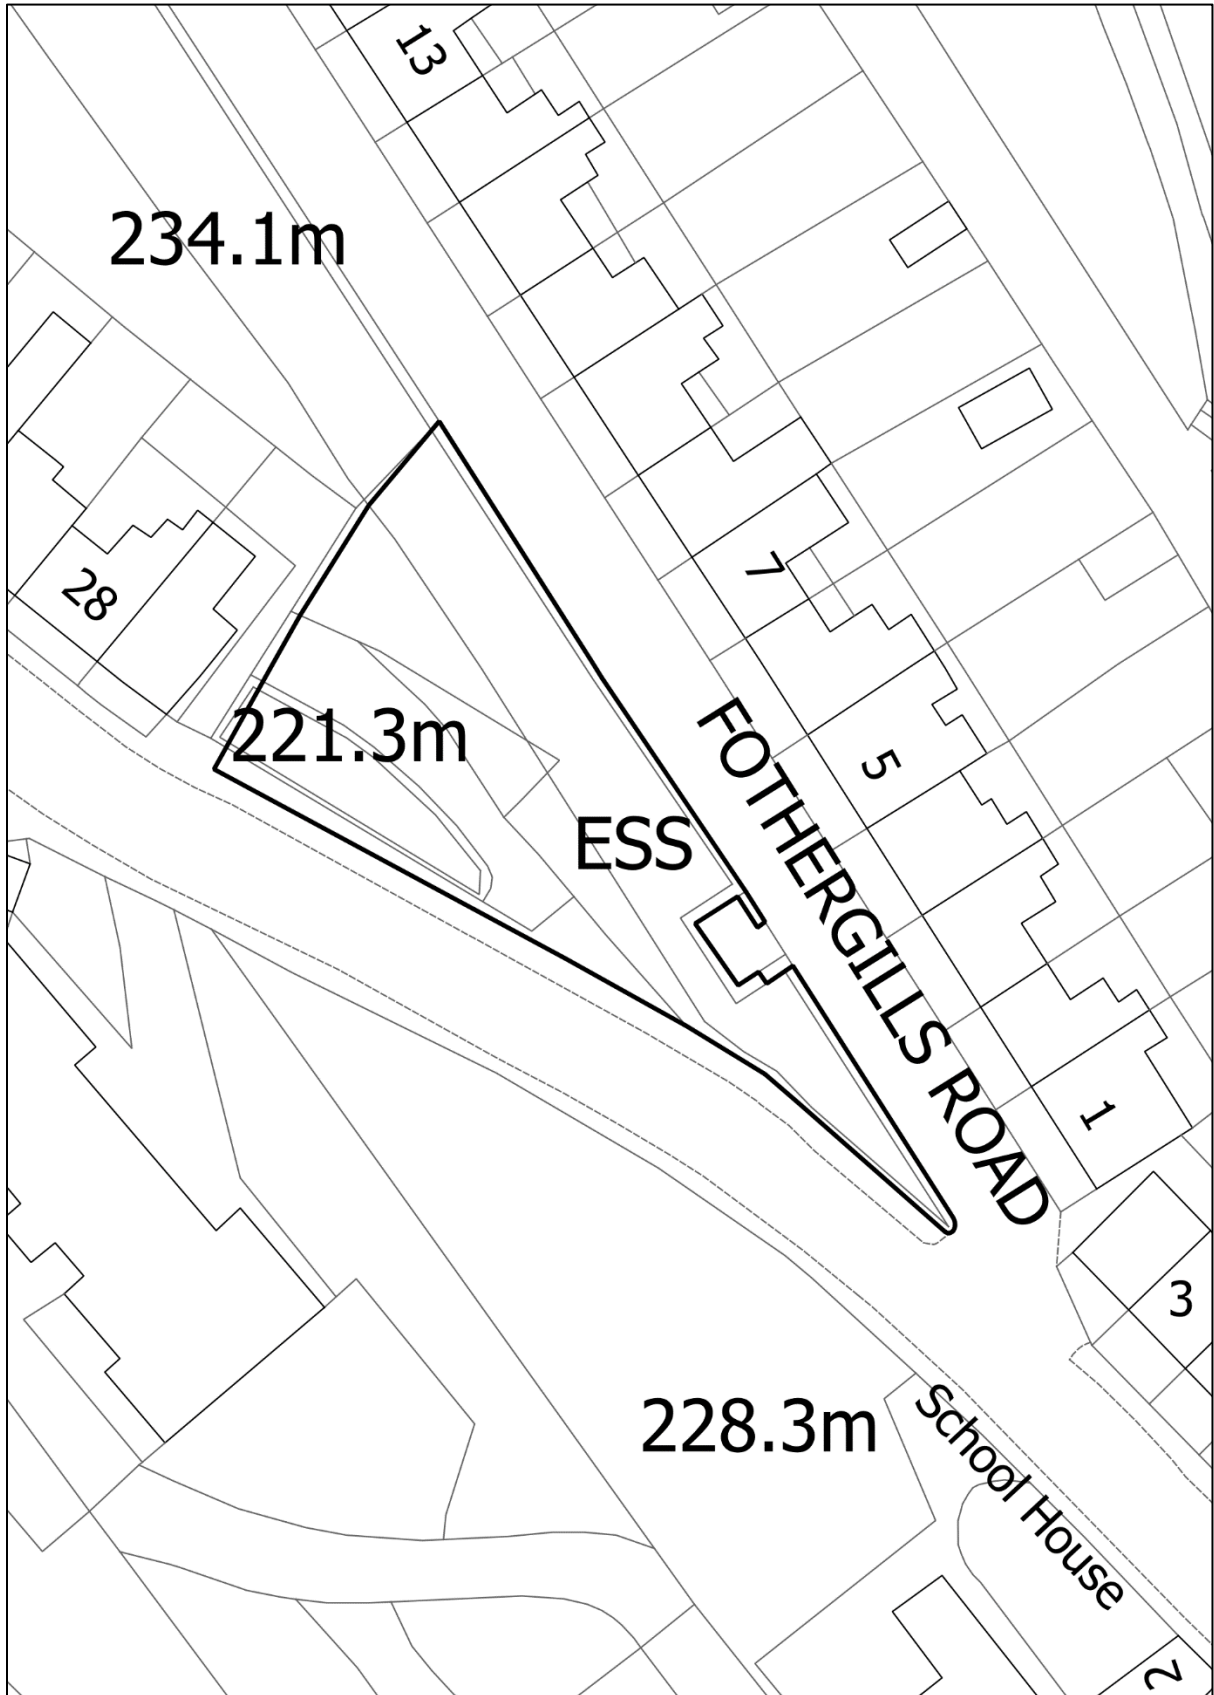 13
234.1m
7
28
221.3m
5
ESS
FOTHERGILLS ROAD
1
3
228.3m
School House
2